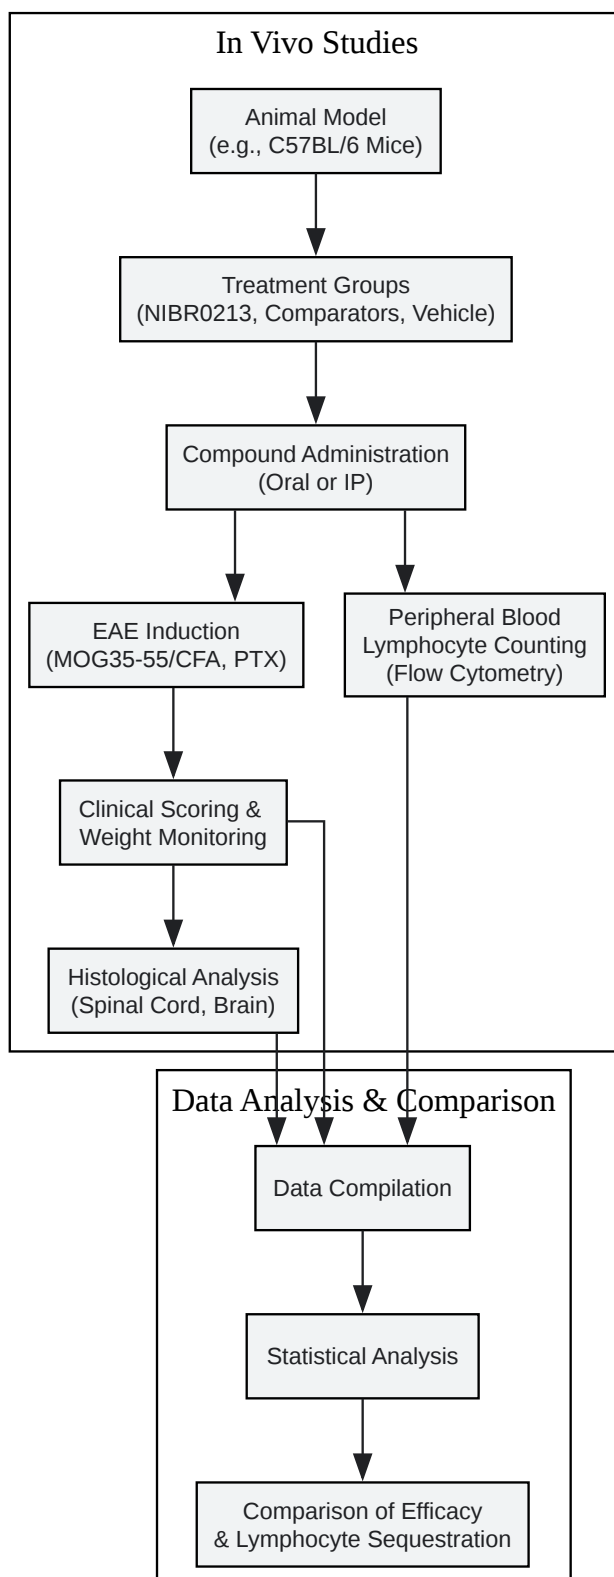 In Vivo Studies
Animal Model
(e.g., C57BL/6 Mice)
Treatment Groups
(NIBR0213, Comparators, Vehicle)
Compound Administration
(Oral or IP)
EAE Induction
(MOG35-55/CFA, PTX)
Peripheral Blood
Lymphocyte Counting
(Flow Cytometry)
Clinical Scoring &
Weight Monitoring
Histological Analysis
(Spinal Cord, Brain)
Data Analysis & Comparison
Data Compilation
Statistical Analysis
Comparison of Efficacy
& Lymphocyte Sequestration